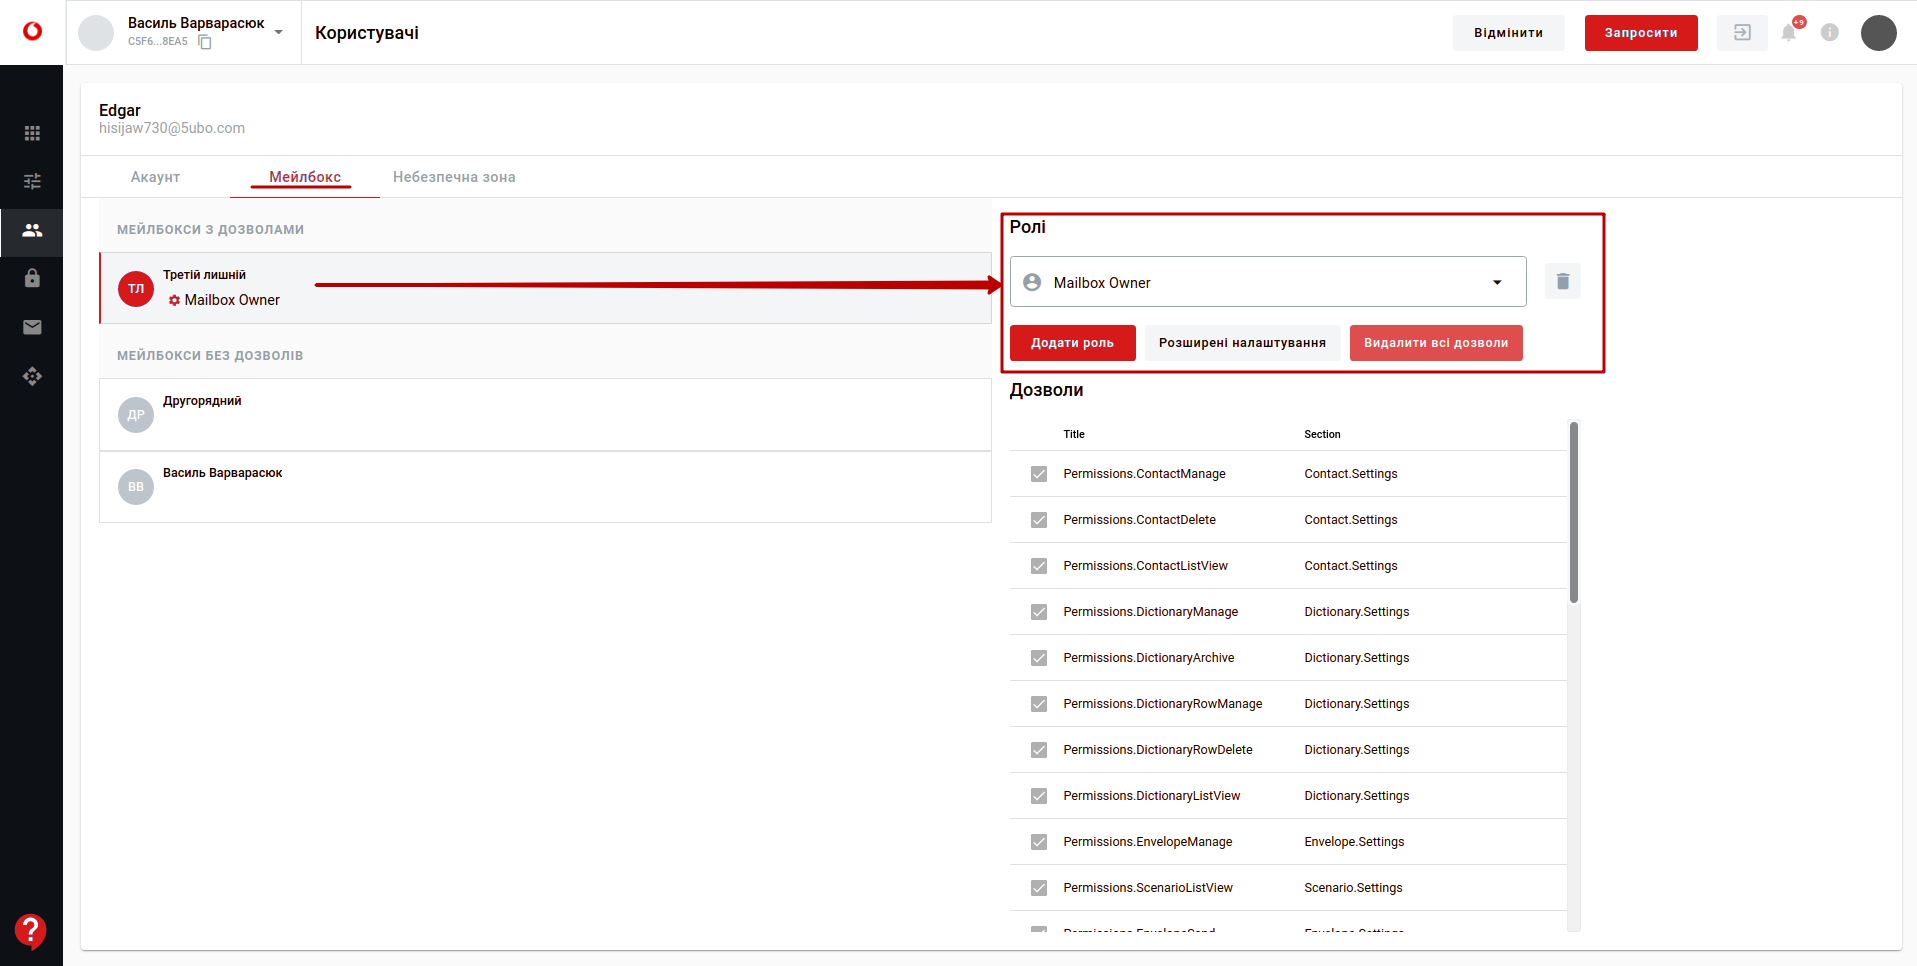 Василь Варварасюк
C5F6...8EA5
Користувачі
Відмінити
Запросити
+9
Edgar
hisijaw730@5ubo.com
Акаунт
Мейлбокс
Небезпечна зона
МЕЙЛБОКСИ З ДОЗВОЛАМИ
ТЛ
Третій лишній
Mailbox Owner
МЕЙЛБОКСИ БЕЗ ДОЗВОЛІВ
ДР
Другорядний
ВВ
Василь Варварасюк
Ролі
Mailbox Owner
Додати роль
Розширені налаштування
Видалити всі дозволи
Дозволи
Title Section
Permissions.ContactManage Contact.Settings
Permissions.ContactDelete Contact.Settings
Permissions.ContactListView Contact.Settings
Permissions.DictionaryManage Dictionary.Settings
Permissions.DictionaryArchive Dictionary.Settings
Permissions.DictionaryRowManage Dictionary.Settings
Permissions.DictionaryRowDelete Dictionary.Settings
Permissions.DictionaryListView Dictionary.Settings
Permissions.EnvelopeManage Envelope.Settings
Permissions.ScenarioListView Scenario.Settings
Permissions.EnvelopeSend Envelope.Settings